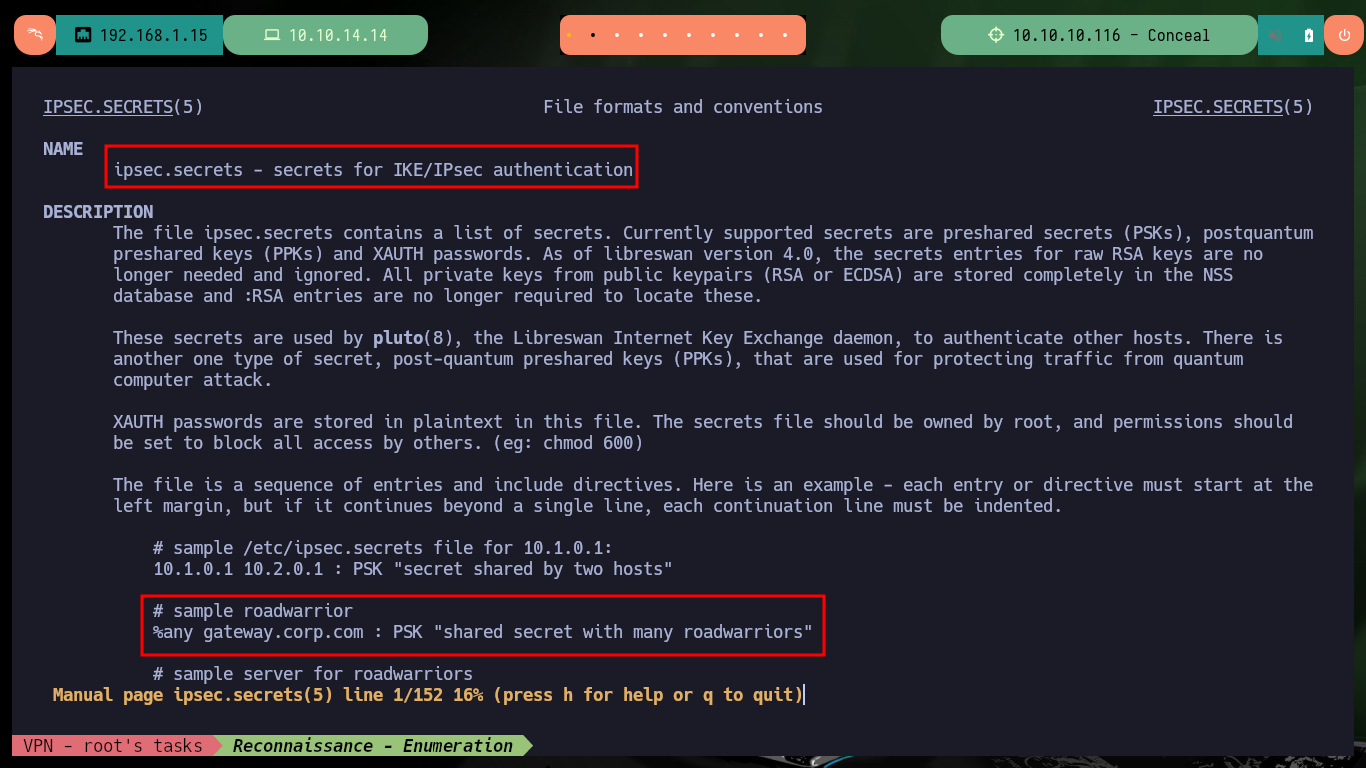 192.168.1.15 10.10.14.14 10.10.10.116 - Conceal
IPSEC.SECRETS(5) File formats and conventions IPSEC.SECRETS(5)
NAME
ipsec.secrets - secrets for IKE/IPsec authentication
DESCRIPTION
The file ipsec.secrets contains a list of secrets. Currently supported secrets are preshared secrets (PSKs), postquantum
preshared keys (PPKs) and XAUTH passwords. As of libreswan version 4.0, the secrets entries for raw RSA keys are no
longer needed and ignored. All private keys from public keypairs (RSA or ECDSA) are stored completely in the NSS
database and :RSA entries are no longer required to locate these.
These secrets are used by pluto(8), the Libreswan Internet Key Exchange daemon, to authenticate other hosts. There is
another one type of secret, post-quantum preshared keys (PPKs), that are used for protecting traffic from quantum
computer attack.
XAUTH passwords are stored in plaintext in this file. The secrets file should be owned by root, and permissions should
be set to block all access by others. (eg: chmod 600)
The file is a sequence of entries and include directives. Here is an example - each entry or directive must start at the
left margin, but if it continues beyond a single line, each continuation line must be indented.
# sample /etc/ipsec.secrets file for 10.1.0.1:
10.1.0.1 10.2.0.1 : PSK "secret shared by two hosts"
# sample roadwarrior
%any gateway.corp.com : PSK "shared secret with many roadwarriors"
# sample server for roadwarriors
Manual page ipsec.secrets(5) line 1/152 16% (press h for help or q to quit)
VPN - root's tasks Reconnaissance - Enumeration